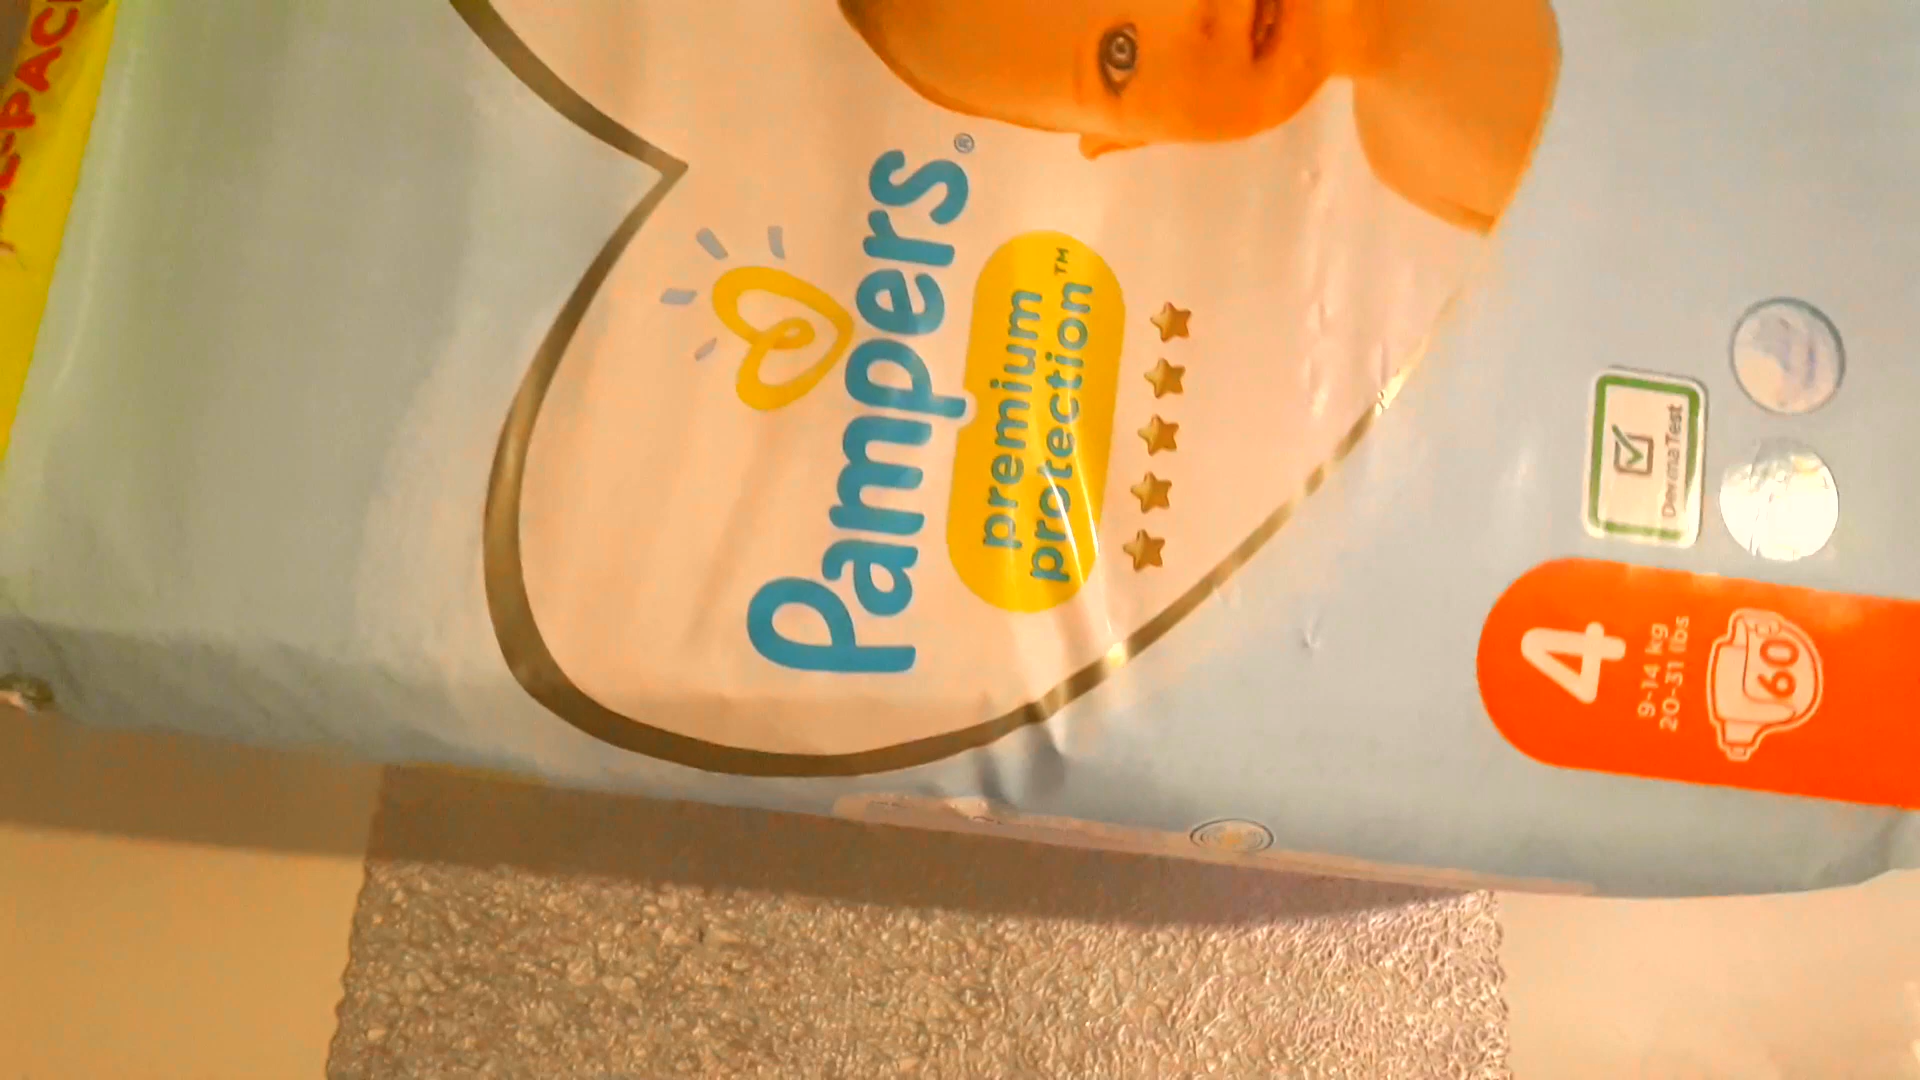 Pampers®
premium
protection™
DermaTest
4
9-14 kg
20-31 lbs
60